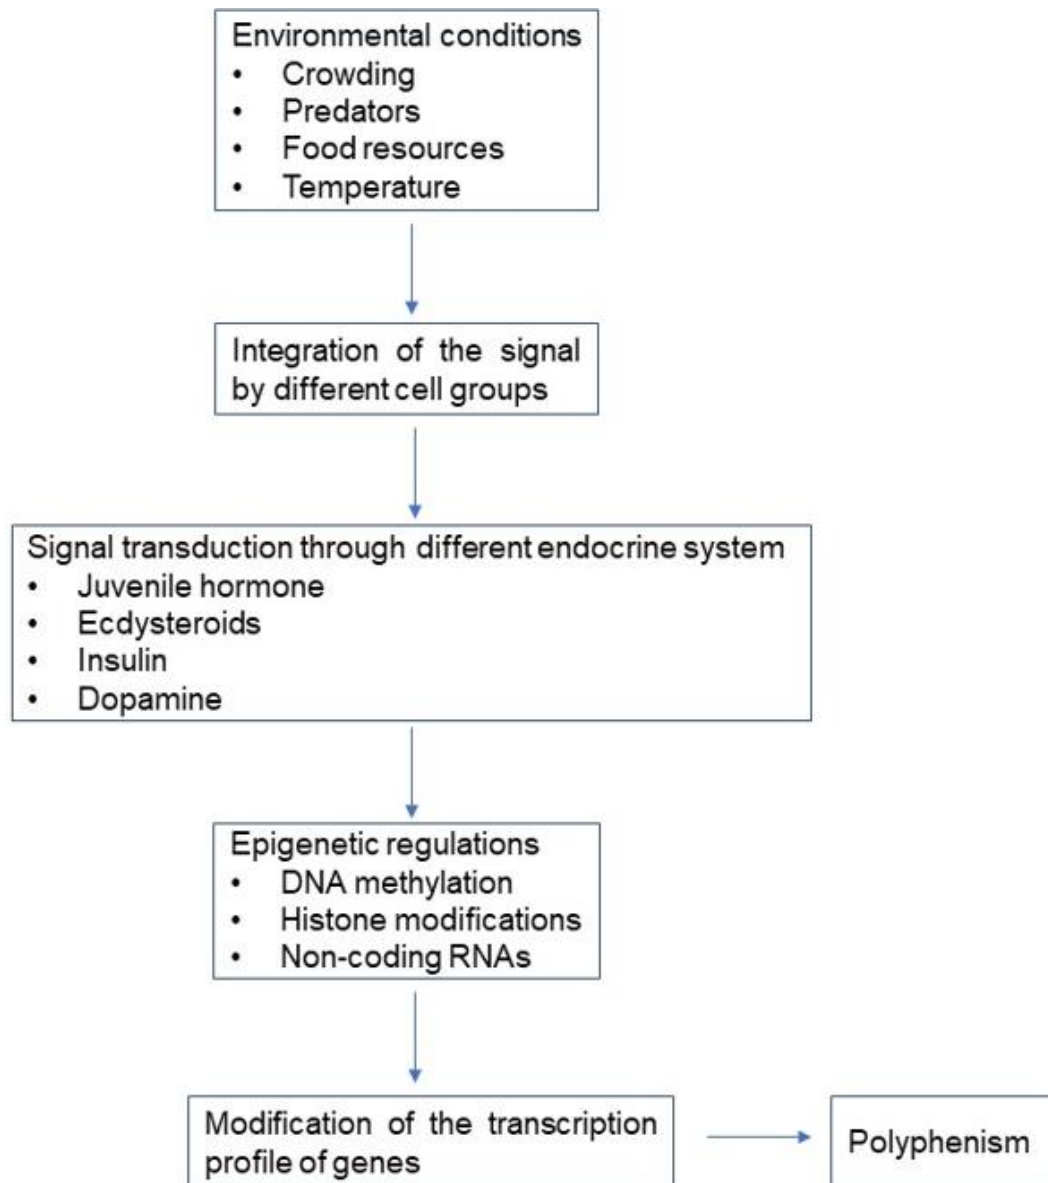 Environmental conditions
• Crowding
• Predators
• Food resources
• Temperature
Integration of the signal
by different cell groups
Signal transduction through different endocrine system
• Juvenile hormone
• Ecdysteroids
• Insulin
• Dopamine
Epigenetic regulations
• DNA methylation
• Histone modifications
• Non-coding RNAs
Modification of the transcription
profile of genes
Polyphenism